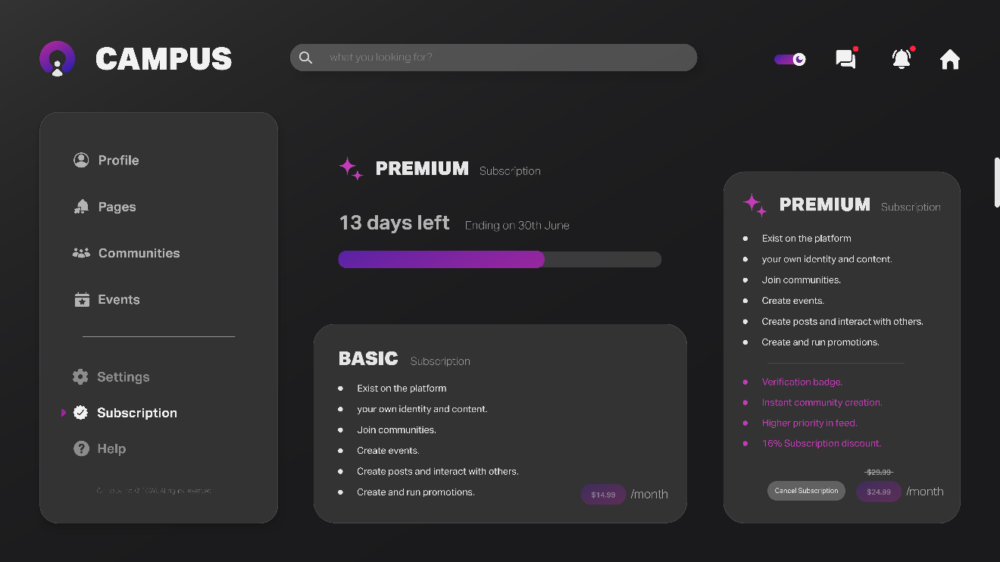 CAMPUS
what you looking for?
Profile
Pages
Communities
Events
Settings
Subscription
Help
PREMIUM Subscription
13 days left Ending on 30th June
BASIC Subscription
Exist on the platform
your own identity and content.
Join communities.
Create events.
Create posts and interact with others.
Create and run promotions.
$14.99 /month
PREMIUM Subscription
Exist on the platform
your own identity and content.
Join communities.
Create events.
Create posts and interact with others.
Create and run promotions.
Verification badge.
Instant community creation.
Higher priority in feed.
16% Subscription discount.
$29.99
Cancel Subscription $24.99 /month